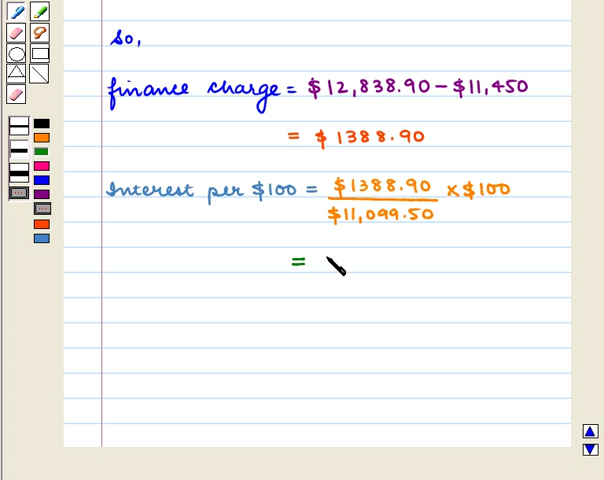 So,
finance charge = $12,838.90 − $11,450
= $1388.90
Interest per $100 = $1388.90 / $11,099.50 × $100
=